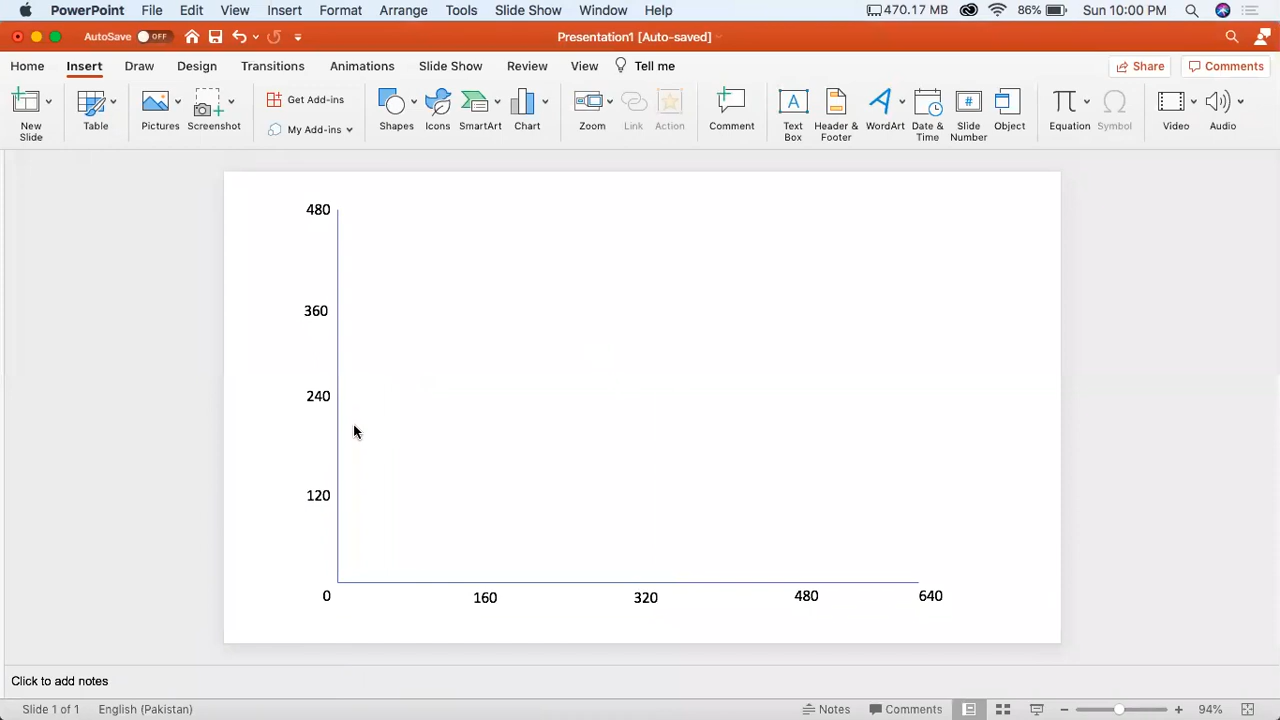 PowerPoint File Edit View Insert Format Arrange Tools Slide Show Window Help 470.17 MB 86% Sun 10:00 PM
AutoSave OFF Presentation1 [Auto-saved]
Home Insert Draw Design Transitions Animations Slide Show Review View Tell me Share Comments
Get Add-ins
My Add-ins
New Slide
Table
Pictures
Screenshot
Shapes
Icons
SmartArt
Chart
Zoom
Link
Action
Comment
Text Box
Header & Footer
WordArt
Date & Time
Slide Number
Object
Equation
Symbol
Video
Audio
480
360
240
120
0 160 320 480 640
Click to add notes
Slide 1 of 1 English (Pakistan) Notes Comments 94%